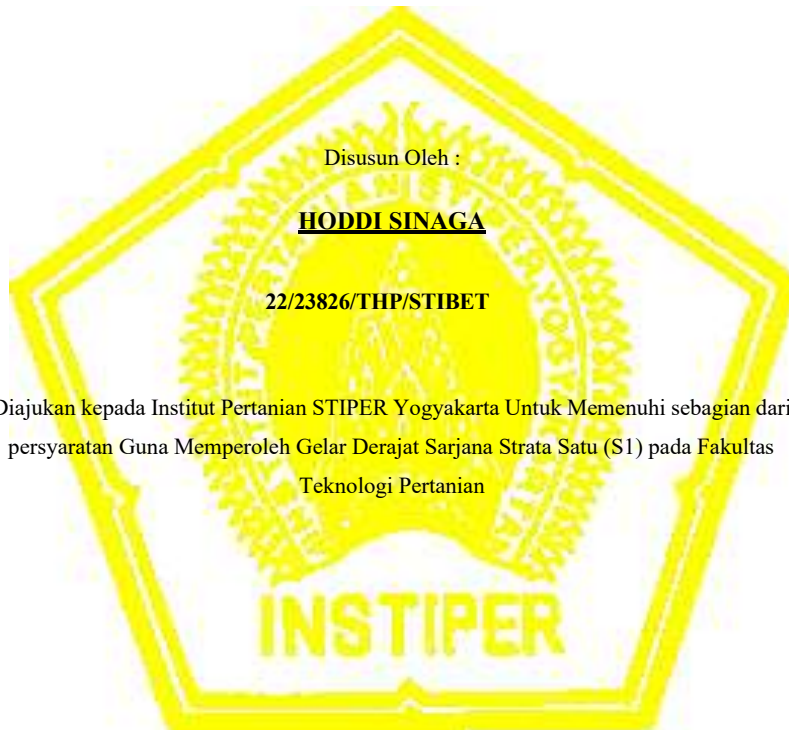 Disusun Oleh :
HODDI SINAGA
22/23826/THP/STIBET
Diajukan kepada Institut Pertanian STIPER Yogyakarta Untuk Memenuhi sebagian dari
persyaratan Guna Memperoleh Gelar Derajat Sarjana Strata Satu (S1) pada Fakultas
Teknologi Pertanian
INSTIPER